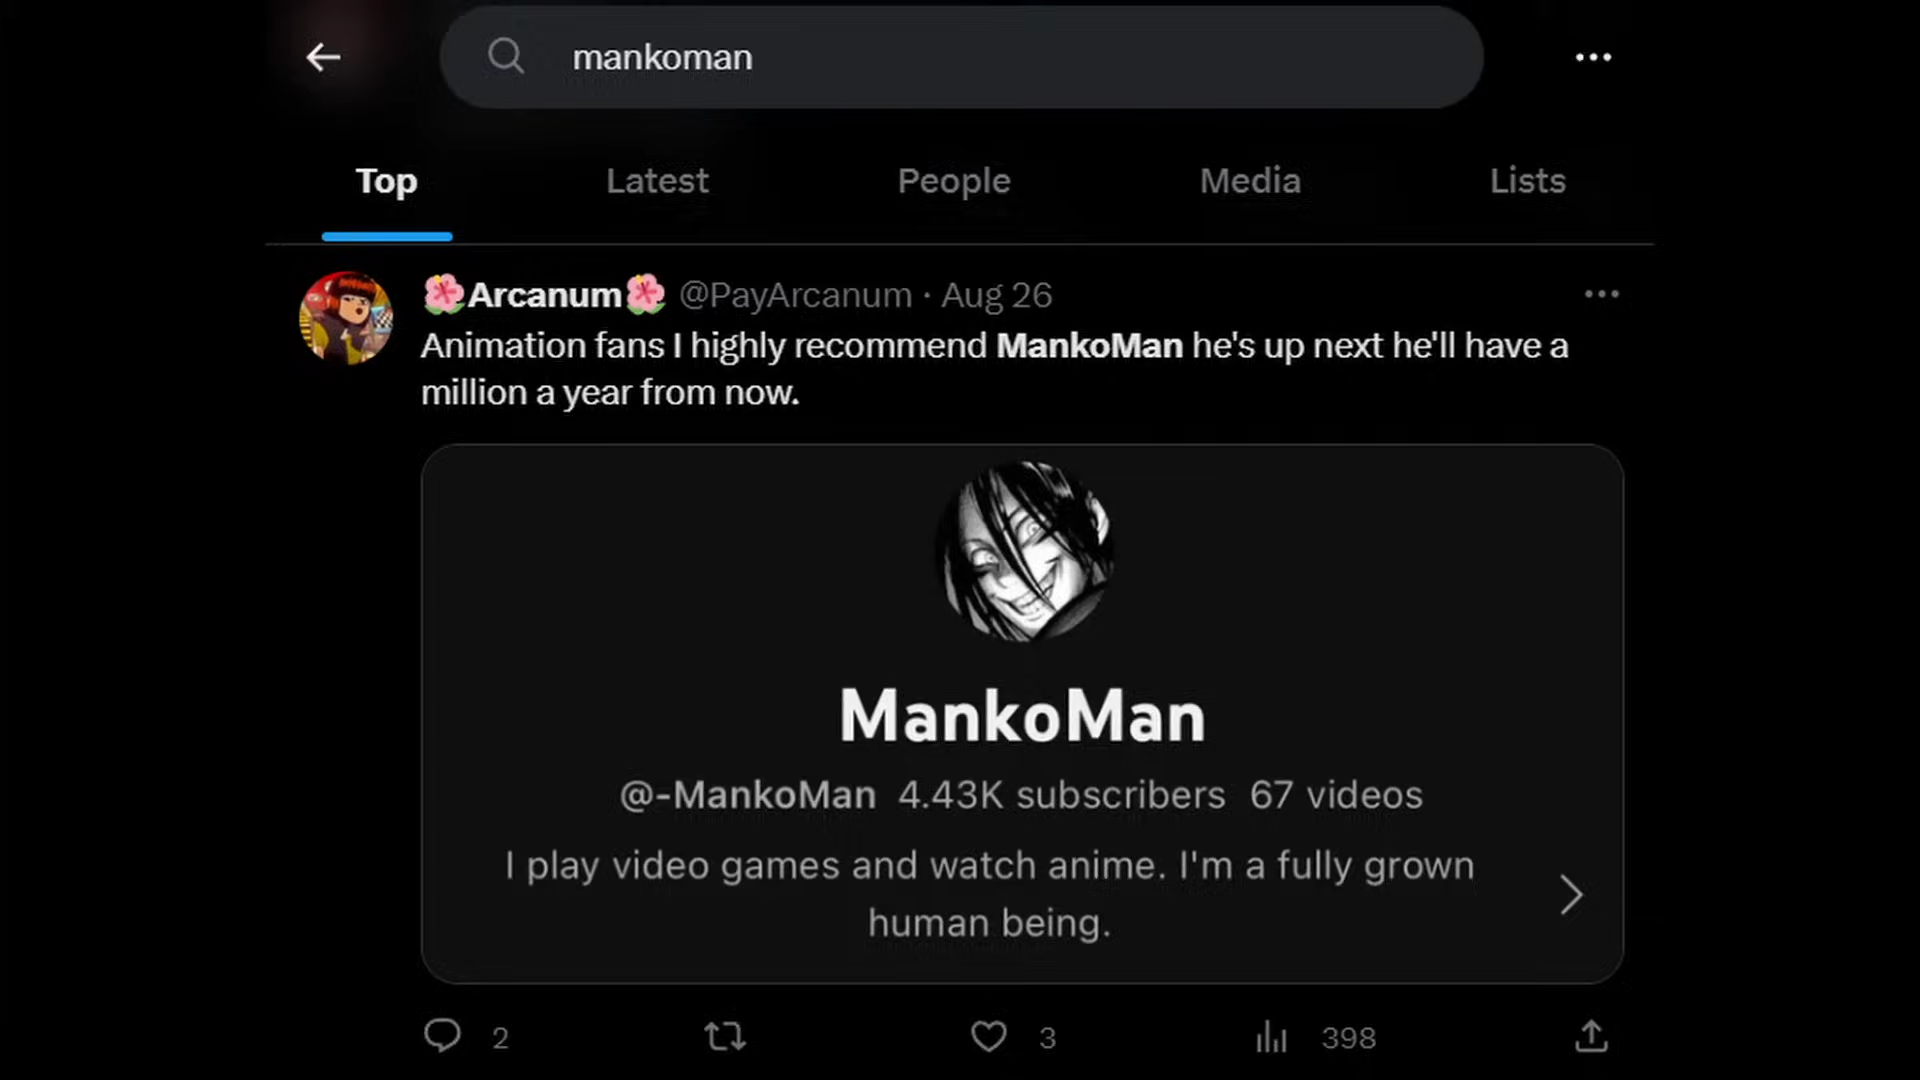 mankoman
Top Latest People Media Lists
🌺Arcanum🌺 @PayArcanum · Aug 26
Animation fans I highly recommend MankoMan he's up next he'll have a
million a year from now.
MankoMan
@-MankoMan 4.43K subscribers 67 videos
I play video games and watch anime. I'm a fully grown
human being.
2 3 398